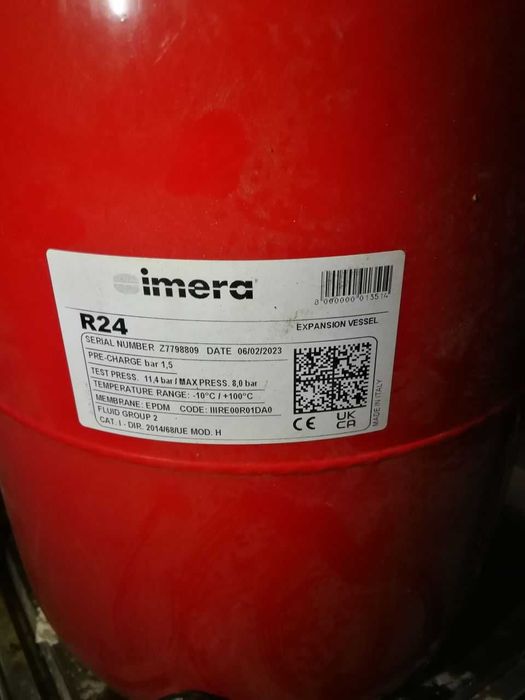 imera
8 000000 013514
R24
EXPANSION VESSEL
SERIAL NUMBER Z7798809 DATE 06/02/2023
PRE-CHARGE bar 1,5
TEST PRESS. 11,4 bar / MAX PRESS. 8,0 bar
TEMPERATURE RANGE: -10°C / +100°C
MEMBRANE: EPDM CODE: IIIRE00R01DA0
FLUID GROUP 2
CAT. I - DIR. 2014/68/UE MOD. H
CE UK
CA
MADE IN ITALY